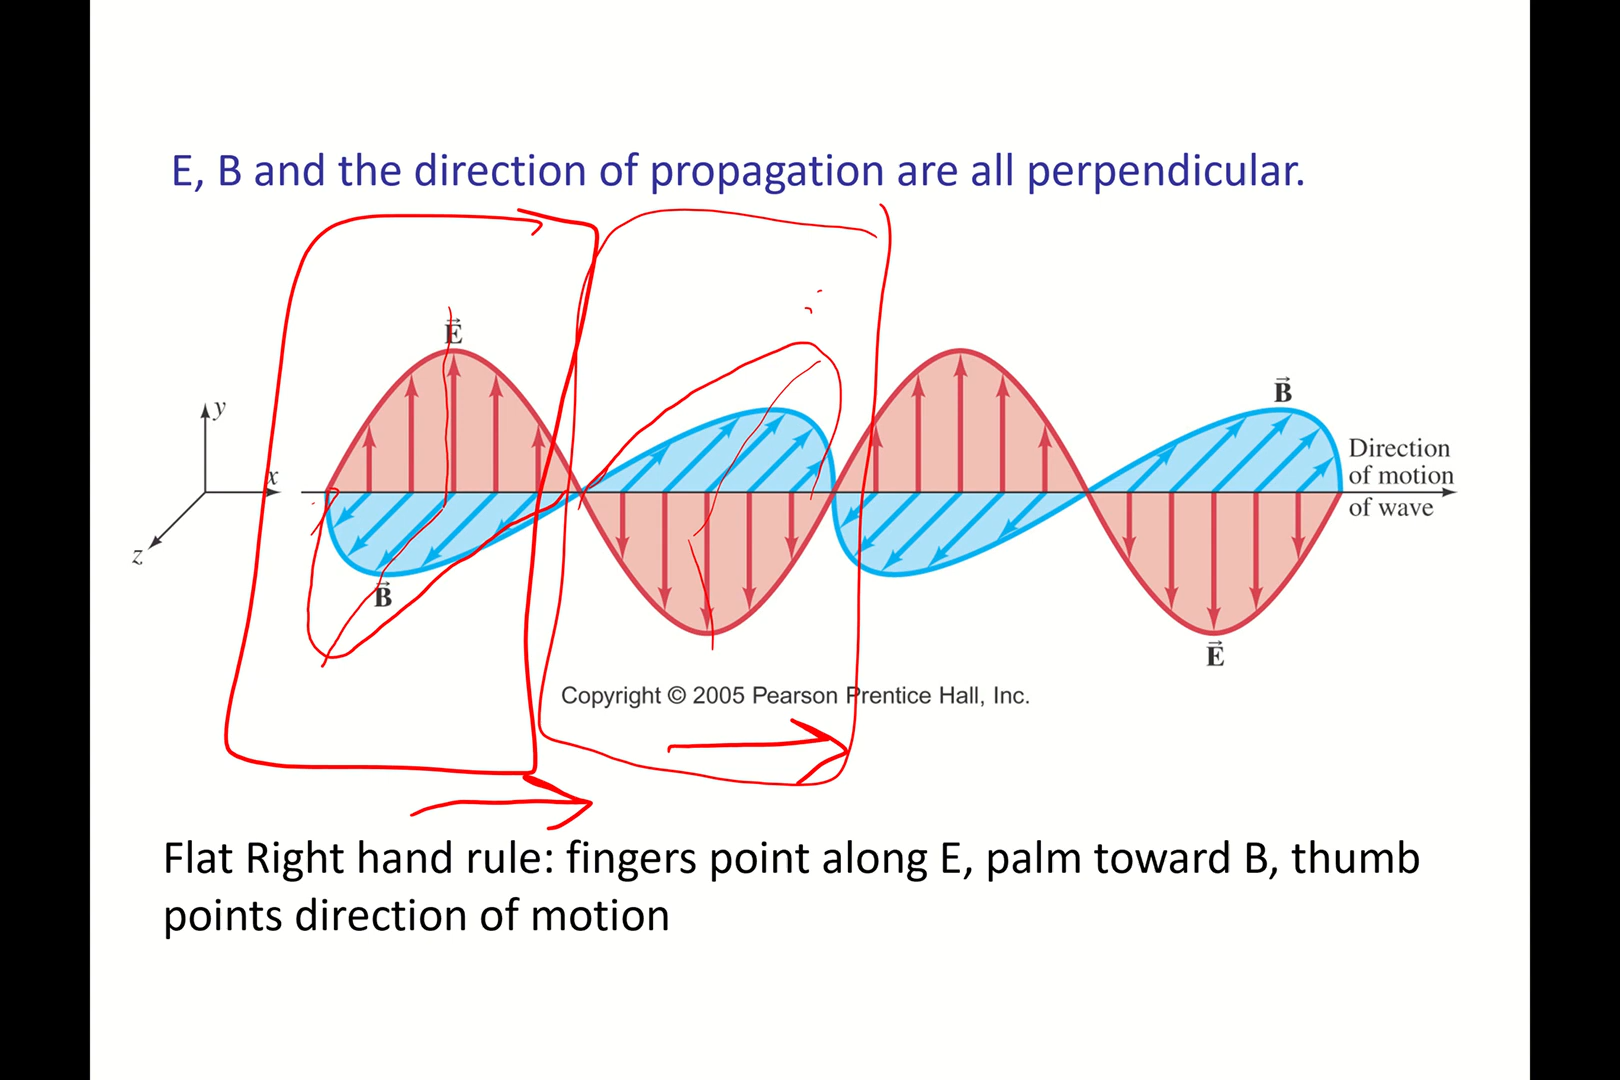 E, B and the direction of propagation are all perpendicular.
E
B
y
x
Direction
of motion
z
of wave
B
E
Copyright © 2005 Pearson Prentice Hall, Inc.
Flat Right hand rule: fingers point along E, palm toward B, thumb
points direction of motion